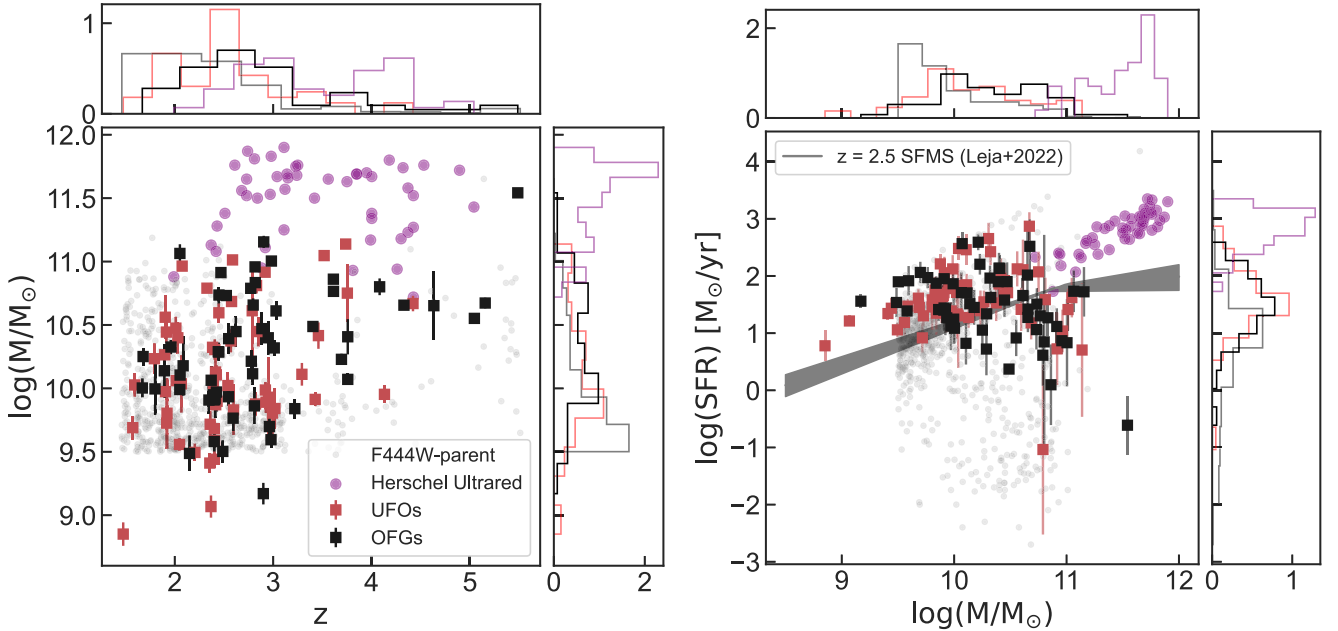 1
0
12.0
11.5
11.0
10.5
10.0
9.5
9.0
log(M/M⊙)
F444W-parent
Herschel Ultrared
UFOs
OFGs
2 3 4 5
z
0 2
2
0
z = 2.5 SFMS (Leja+2022)
4
3
2
1
0
−1
−2
−3
log(SFR) [M⊙/yr]
9 10 11 12
log(M/M⊙)
0 1